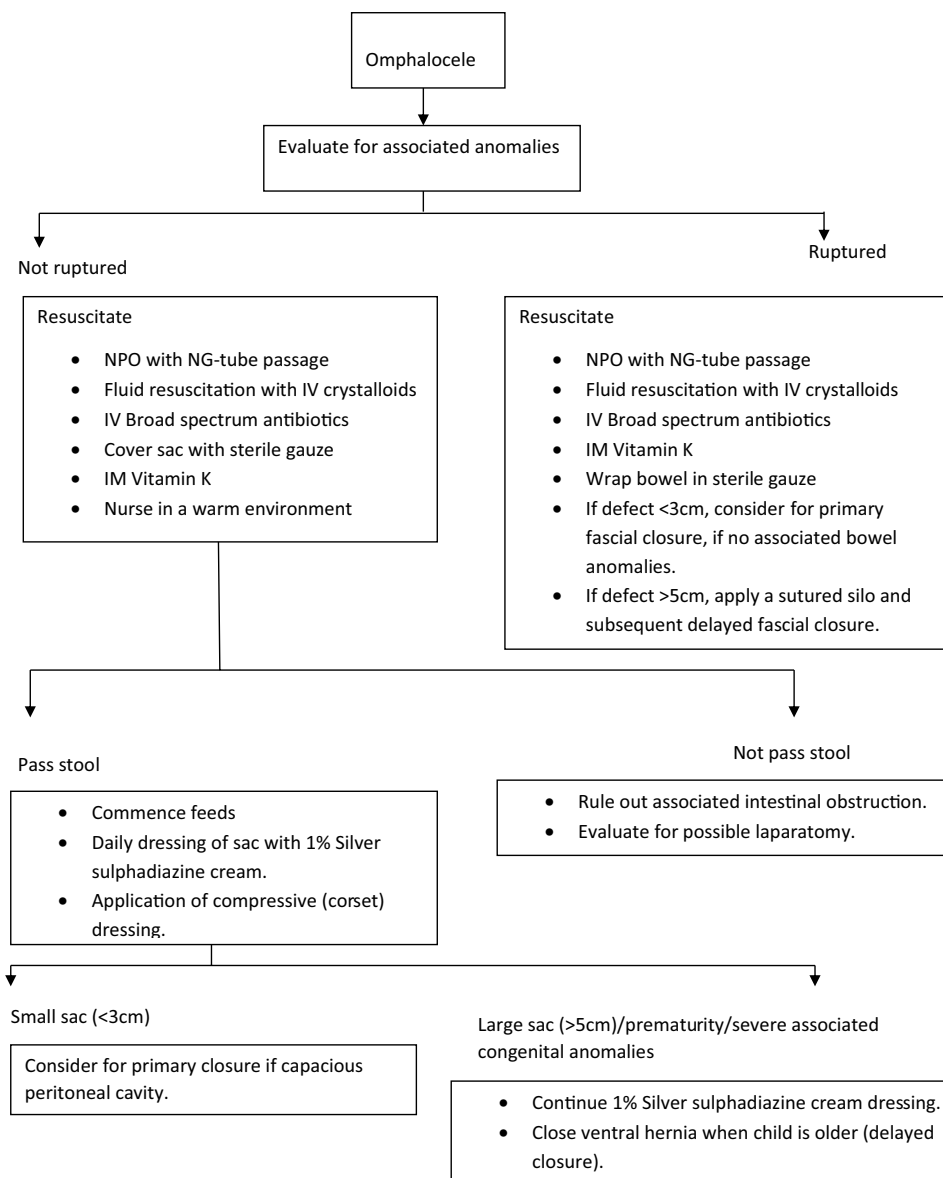 Omphalocele
Evaluate for associated anomalies
Not ruptured
Ruptured
Resuscitate
• NPO with NG-tube passage
• Fluid resuscitation with IV crystalloids
• IV Broad spectrum antibiotics
• Cover sac with sterile gauze
• IM Vitamin K
• Nurse in a warm environment
Resuscitate
• NPO with NG-tube passage
• Fluid resuscitation with IV crystalloids
• IV Broad spectrum antibiotics
• IM Vitamin K
• Wrap bowel in sterile gauze
• If defect <3cm, consider for primary
fascial closure, if no associated bowel
anomalies.
• If defect >5cm, apply a sutured silo and
subsequent delayed fascial closure.
Pass stool
Not pass stool
• Commence feeds
• Daily dressing of sac with 1% Silver
sulphadiazine cream.
• Application of compressive (corset)
dressing.
• Rule out associated intestinal obstruction.
• Evaluate for possible laparatomy.
Small sac (<3cm)
Consider for primary closure if capacious
peritoneal cavity.
Large sac (>5cm)/prematurity/severe associated
congenital anomalies
• Continue 1% Silver sulphadiazine cream dressing.
• Close ventral hernia when child is older (delayed
closure).